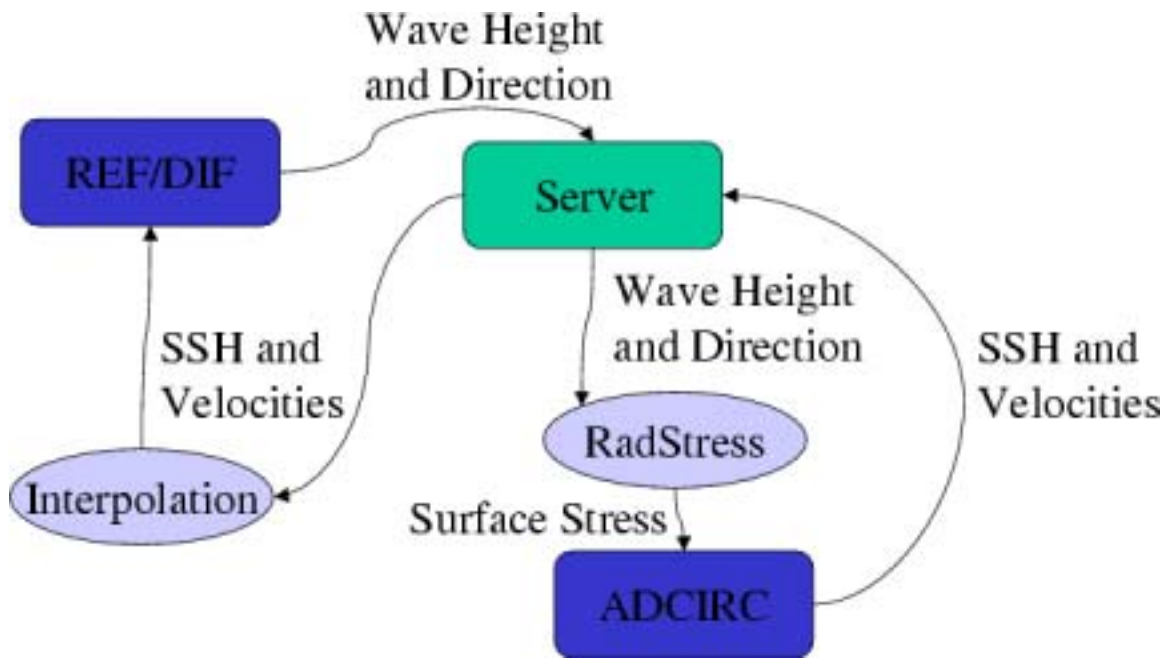 Wave Height
and Direction
REF/DIF
Server
Wave Height
and Direction
SSH and
Velocities
SSH and
Velocities
RadStress
Interpolation
Surface Stress
ADCIRC